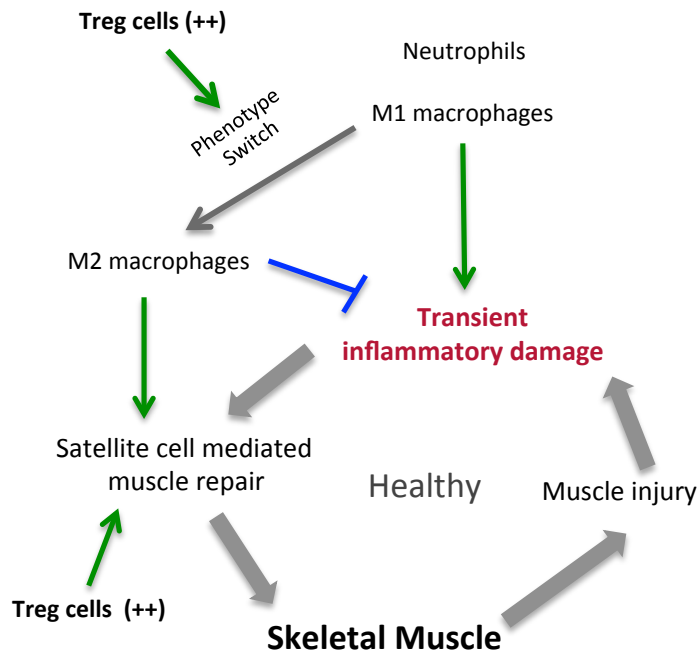 Treg cells (++)
Neutrophils
Phenotype
Switch
M1 macrophages
M2 macrophages
Transient
inflammatory damage
Satellite cell mediated
muscle repair
Healthy
Muscle injury
Treg cells (++)
Skeletal Muscle